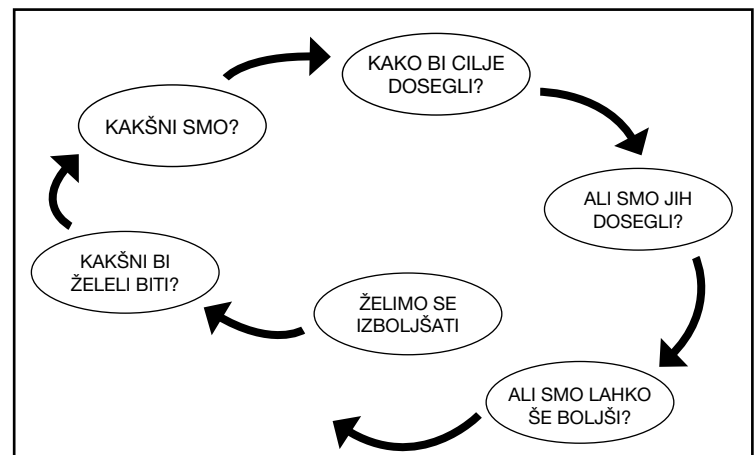 KAKO BI CILJE
DOSEGLI?
KAKŠNI SMO?
ALI SMO JIH
DOSEGLI?
KAKŠNI BI
ŽELELI BITI?
ŽELIMO SE
IZBOLJŠATI
ALI SMO LAHKO
ŠE BOLJŠI?